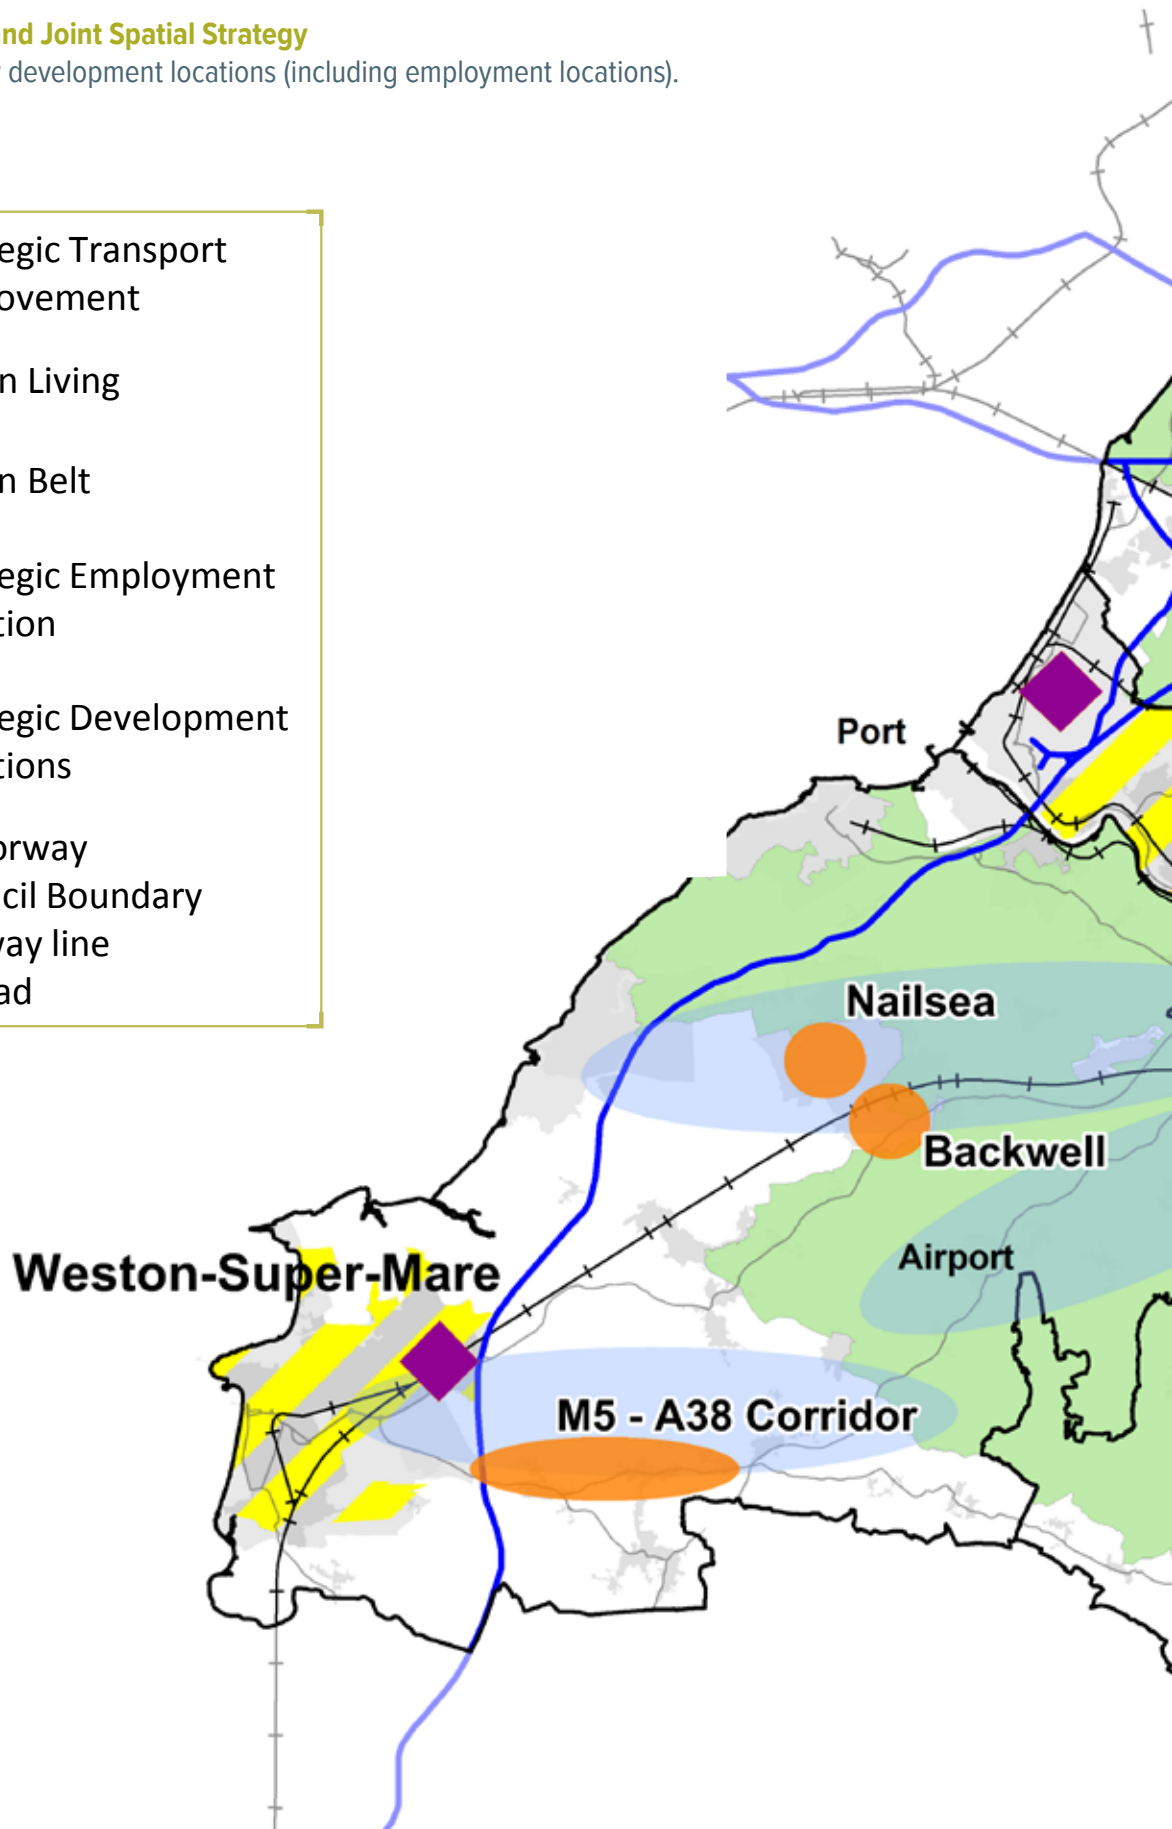 nd Joint Spatial Strategy
development locations (including employment locations).
egic Transport
ovement
n Living
n Belt
egic Employment
tion
egic Development
tions
orway
cil Boundary
way line
ad
Port
Nailsea
Backwell
Airport
Weston-Super-Mare
M5 - A38 Corridor